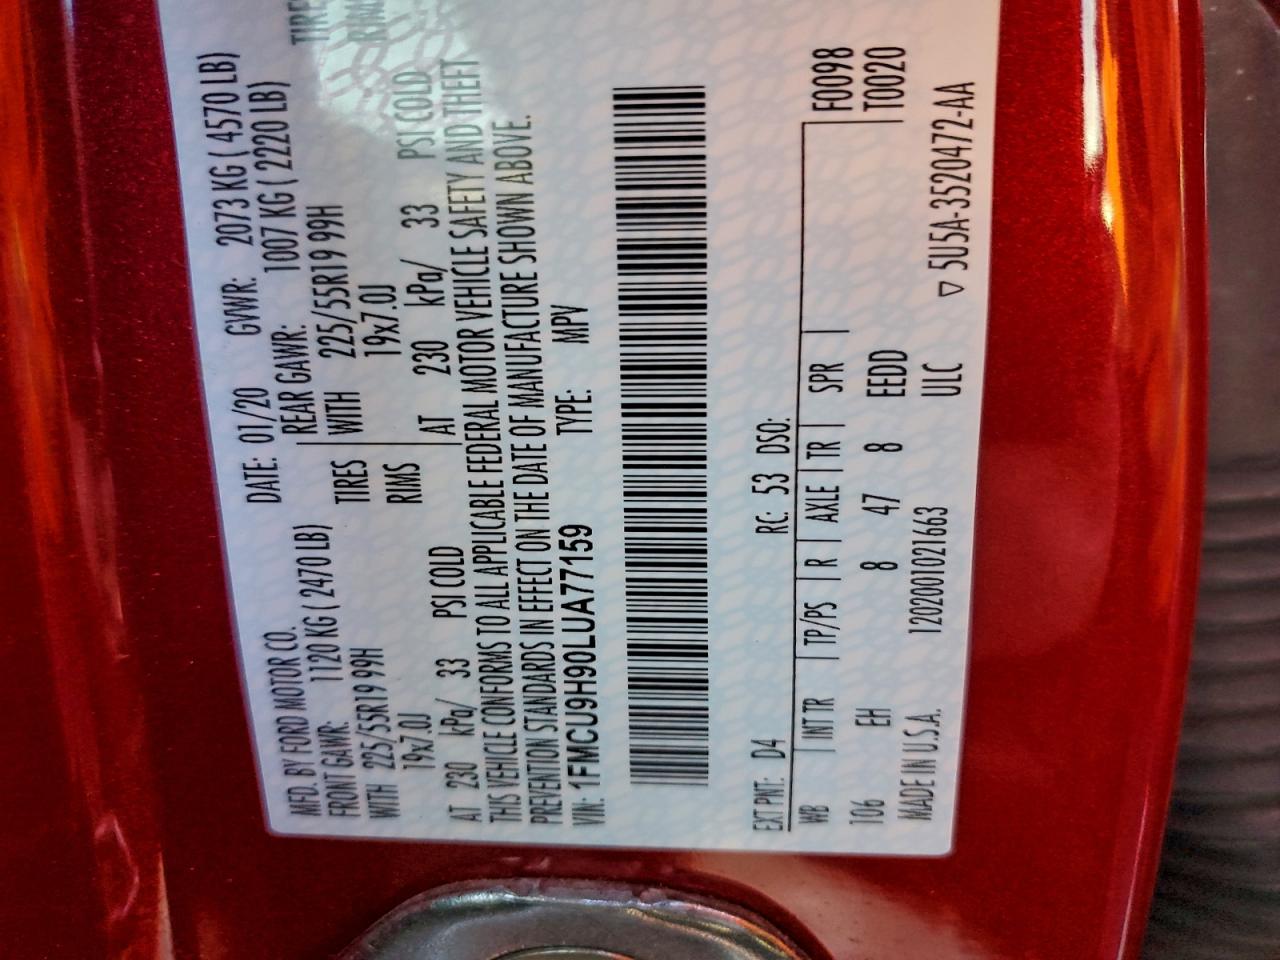 MFD. BY FORD MOTOR CO.
DATE: 01/20 GVWR: 2073 KG ( 4570 LB)
FRONT GAWR: 1120 KG ( 2470 LB) REAR GAWR: 1007 KG ( 2220 LB)
WITH 225/55R19 99H TIRES WITH 225/55R19 99H TIRE
19x7.0J RIMS 19x7.0J RIM
AT 230 kPa/ 33 PSI COLD AT 230 kPa/ 33 PSI COLD
THIS VEHICLE CONFORMS TO ALL APPLICABLE FEDERAL MOTOR VEHICLE SAFETY AND THEFT
PREVENTION STANDARDS IN EFFECT ON THE DATE OF MANUFACTURE SHOWN ABOVE.
VIN: 1FMCU9H90LUA77159 TYPE: MPV
EXT PNT: D4 RC: 53 DSO:
WB INT TR TP/PS R AXLE TR SPR F0098
106 EH 8 47 8 EEDD T0020
MADE IN U.S.A. 1202001021663 ULC ▽ 5U5A-3520472-AA